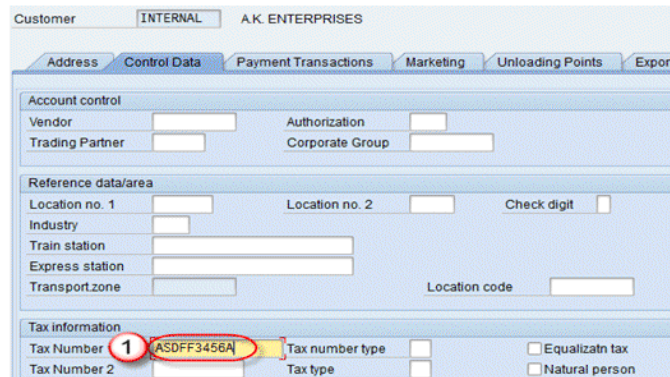 Customer INTERNAL A.K. ENTERPRISES
Address Control Data Payment Transactions Marketing Unloading Points Expor
Account control
Vendor Authorization
Trading Partner Corporate Group
Reference data/area
Location no. 1 Location no. 2 Check digit
Industry
Train station
Express station
Transport.zone Location code
Tax information
Tax Number 1 ASDFF3456A Tax number type Equalizatn tax
Tax Number 2 Tax type Natural person